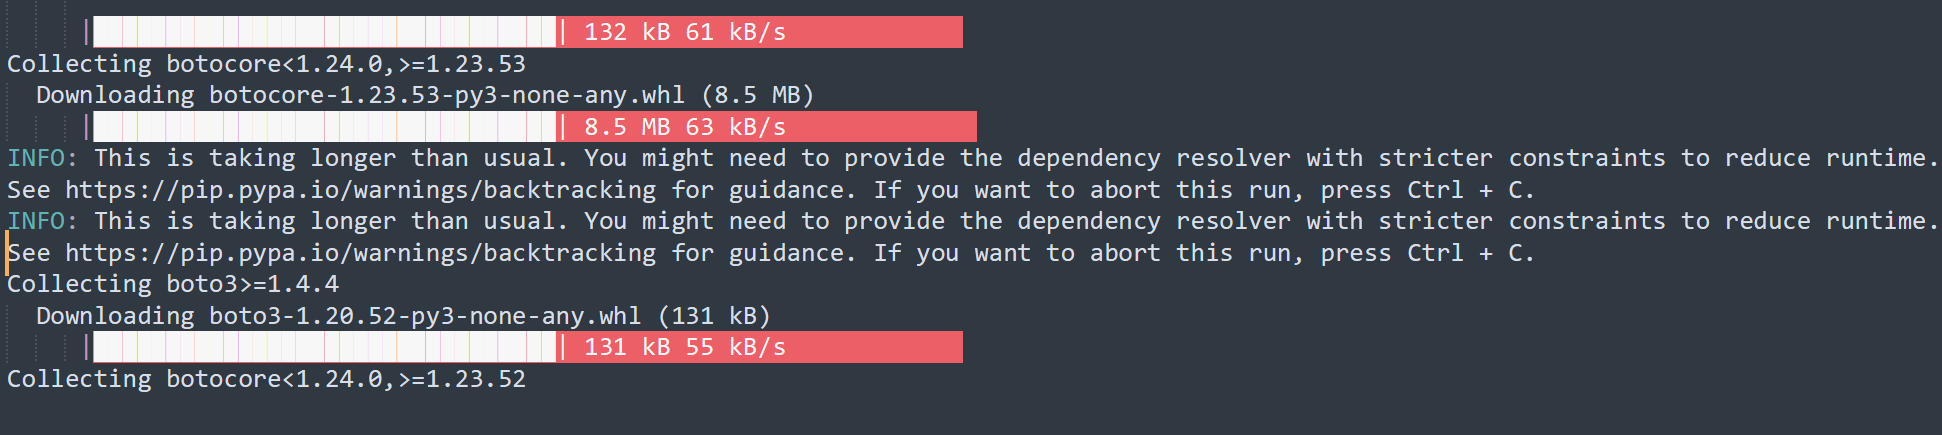 | | 132 kB 61 kB/s
Collecting botocore<1.24.0,>=1.23.53
Downloading botocore-1.23.53-py3-none-any.whl (8.5 MB)
| | 8.5 MB 63 kB/s
INFO: This is taking longer than usual. You might need to provide the dependency resolver with stricter constraints to reduce runtime.
See https://pip.pypa.io/warnings/backtracking for guidance. If you want to abort this run, press Ctrl + C.
INFO: This is taking longer than usual. You might need to provide the dependency resolver with stricter constraints to reduce runtime.
See https://pip.pypa.io/warnings/backtracking for guidance. If you want to abort this run, press Ctrl + C.
Collecting boto3>=1.4.4
Downloading boto3-1.20.52-py3-none-any.whl (131 kB)
| | 131 kB 55 kB/s
Collecting botocore<1.24.0,>=1.23.52